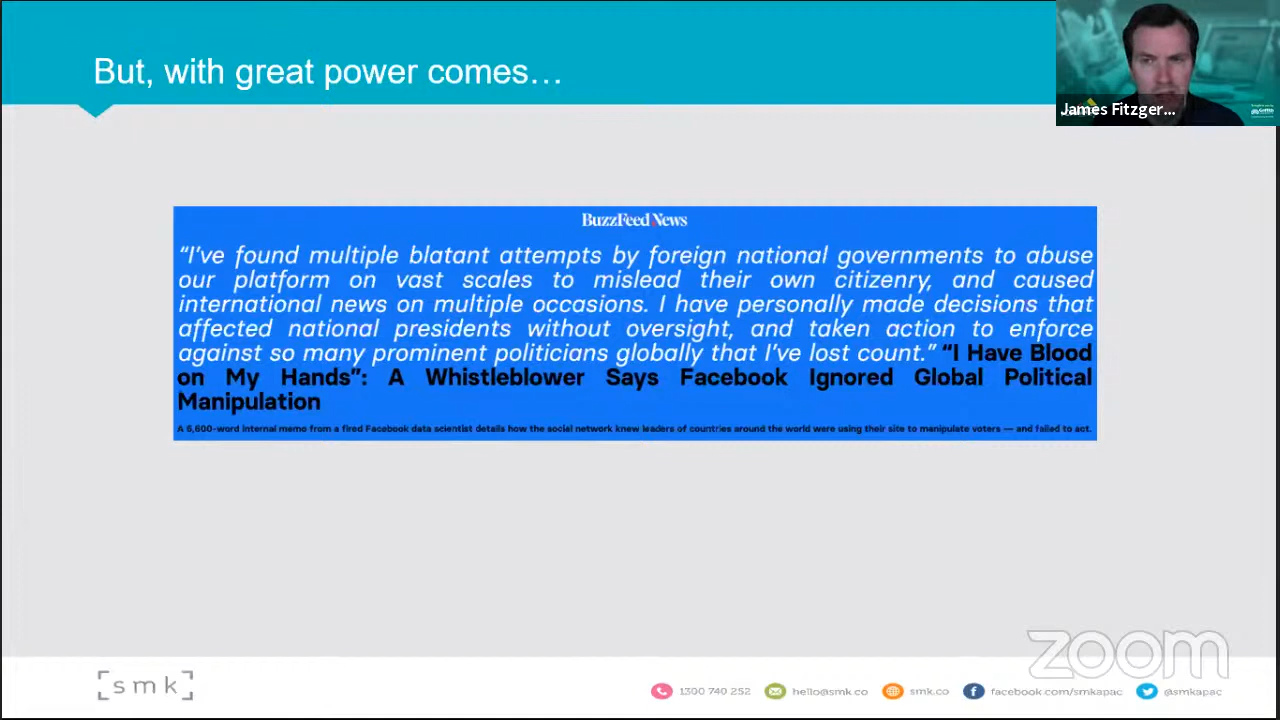 But, with great power comes…
James Fitzger...
BuzzFeed News
“I’ve found multiple blatant attempts by foreign national governments to abuse
our platform on vast scales to mislead their own citizenry, and caused
international news on multiple occasions. I have personally made decisions that
affected national presidents without oversight, and taken action to enforce
against so many prominent politicians globally that I’ve lost count.” “I Have Blood
on My Hands”: A Whistleblower Says Facebook Ignored Global Political
Manipulation
A 6,600-word internal memo from a fired Facebook data scientist details how the social network knew leaders of countries around the world were using their site to manipulate voters — and failed to act.
zoom
[smk]
1300 740 252
hello@smk.co
smk.co
facebook.com/smkapac
@smkapac